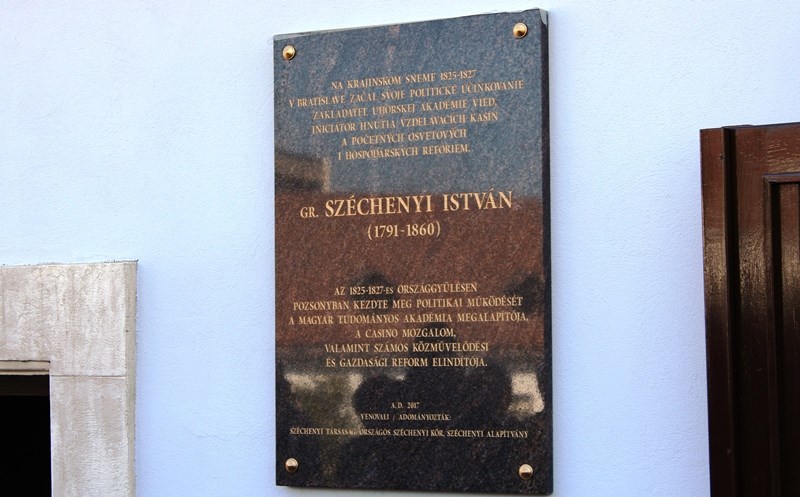 NA KRAJINSKOM SNEME 1825-1827
V BRATISLAVE ZAČAL SVOJE POLITICKÉ ÚČINKOVANIE
ZAKLADATEĽ UHORSKEJ AKADÉMIE VIED,
INICIÁTOR HNUTIA VZDELÁVACÍCH KASÍN
A POČETNÝCH OSVETOVÝCH
I HOSPODÁRSKYCH REFORIEM,
GR. SZÉCHENYI ISTVÁN
(1791-1860)
AZ 1825-1827-ES ORSZÁGGYŰLÉSEN
POZSONYBAN KEZDTE MEG POLITIKAI MŰKÖDÉSÉT
A MAGYAR TUDOMÁNYOS AKADÉMIA MEGALAPÍTÓJA,
A CASINO MOZGALOM,
VALAMINT SZÁMOS KÖZMŰVELŐDÉSI
ÉS GAZDASÁGI REFORM ELINDÍTÓJA.
A.D. 2017
VENOVALI / ADOMÁNYOZTÁK:
SZÉCHENYI TÁRSASÁG, ORSZÁGOS SZÉCHENYI KÖR, SZÉCHENYI ALAPÍTVÁNY